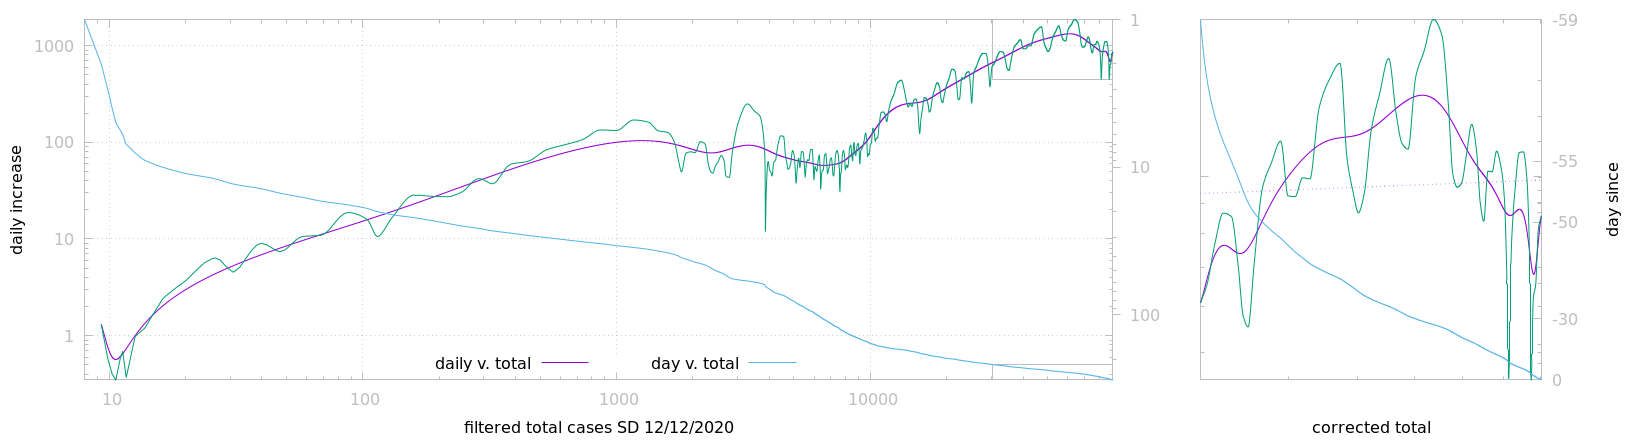 1
-59
1000
daily increase
100
10
-55
day since
-50
10
1
100
-30
daily v. total
day v. total
0
10
100
1000
10000
filtered total cases SD 12/12/2020
corrected total